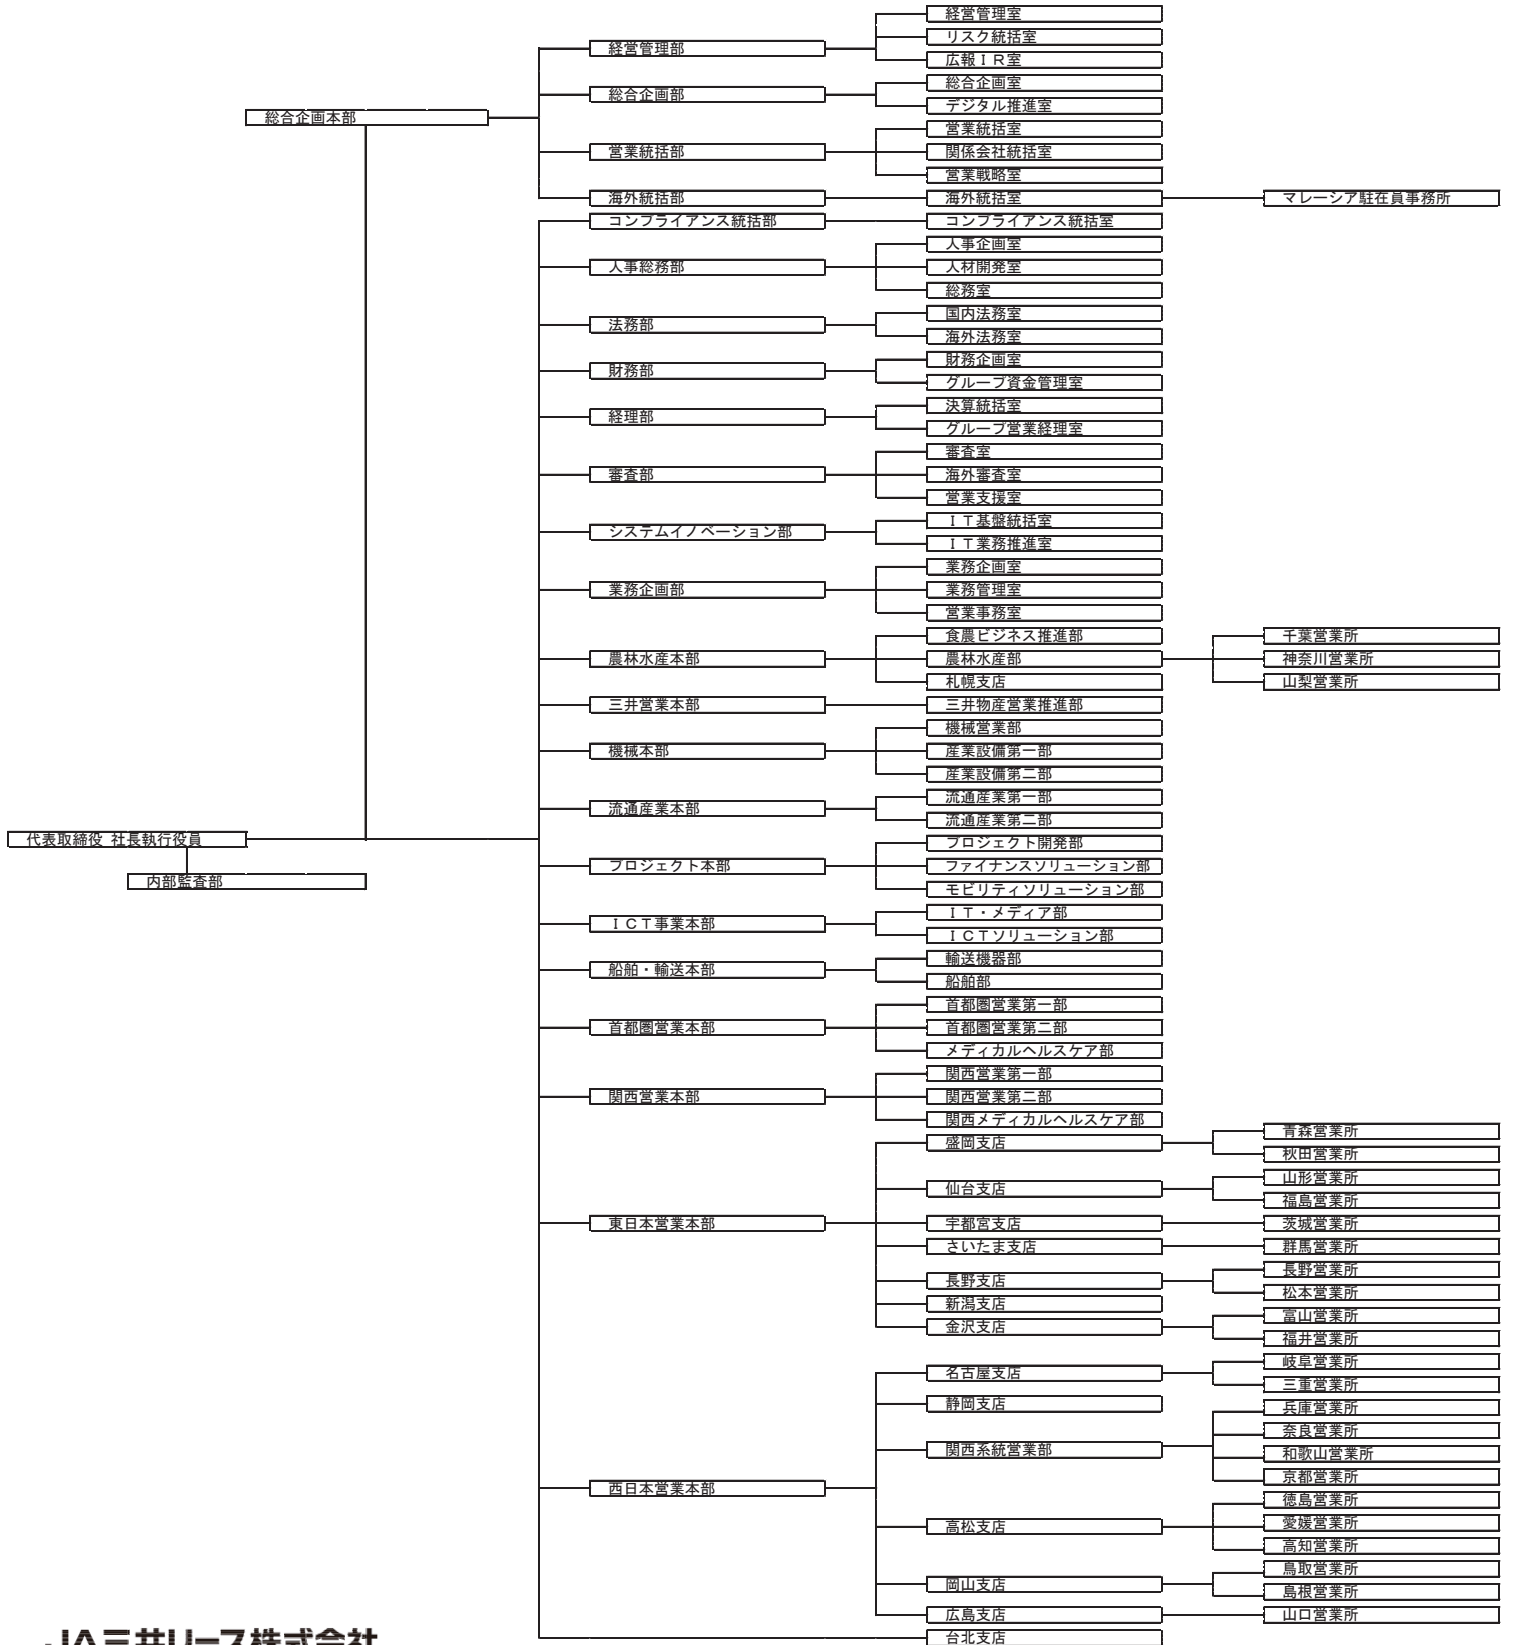 代表取締役 社長執行役員
内部監査部
総合企画本部
経営管理部
経営管理室
リスク統括室
広報ＩＲ室
総合企画部
総合企画室
デジタル推進室
営業統括部
営業統括室
関係会社統括室
営業戦略室
海外統括部
海外統括室
マレーシア駐在員事務所
コンプライアンス統括部
コンプライアンス統括室
人事総務部
人事企画室
人材開発室
総務室
法務部
国内法務室
海外法務室
財務部
財務企画室
グループ資金管理室
経理部
決算統括室
グループ営業経理室
審査部
審査室
海外審査室
営業支援室
システムイノベーション部
ＩＴ基盤統括室
ＩＴ業務推進室
業務企画部
業務企画室
業務管理室
営業事務室
農林水産本部
食農ビジネス推進部
農林水産部
千葉営業所
神奈川営業所
山梨営業所
札幌支店
三井営業本部
三井物産営業推進部
機械本部
機械営業部
産業設備第一部
産業設備第二部
流通産業本部
流通産業第一部
流通産業第二部
プロジェクト本部
プロジェクト開発部
ファイナンスソリューション部
モビリティソリューション部
ＩＣＴ事業本部
ＩＴ・メディア部
ＩＣＴソリューション部
船舶・輸送本部
輸送機器部
船舶部
首都圏営業本部
首都圏営業第一部
首都圏営業第二部
メディカルヘルスケア部
関西営業本部
関西営業第一部
関西営業第二部
関西メディカルヘルスケア部
東日本営業本部
盛岡支店
青森営業所
秋田営業所
仙台支店
山形営業所
福島営業所
宇都宮支店
茨城営業所
さいたま支店
群馬営業所
長野支店
長野営業所
松本営業所
新潟支店
金沢支店
富山営業所
福井営業所
西日本営業本部
名古屋支店
岐阜営業所
三重営業所
静岡支店
関西系統営業部
兵庫営業所
奈良営業所
和歌山営業所
京都営業所
高松支店
徳島営業所
愛媛営業所
高知営業所
岡山支店
鳥取営業所
島根営業所
広島支店
山口営業所
台北支店
JA三井リース株式会社